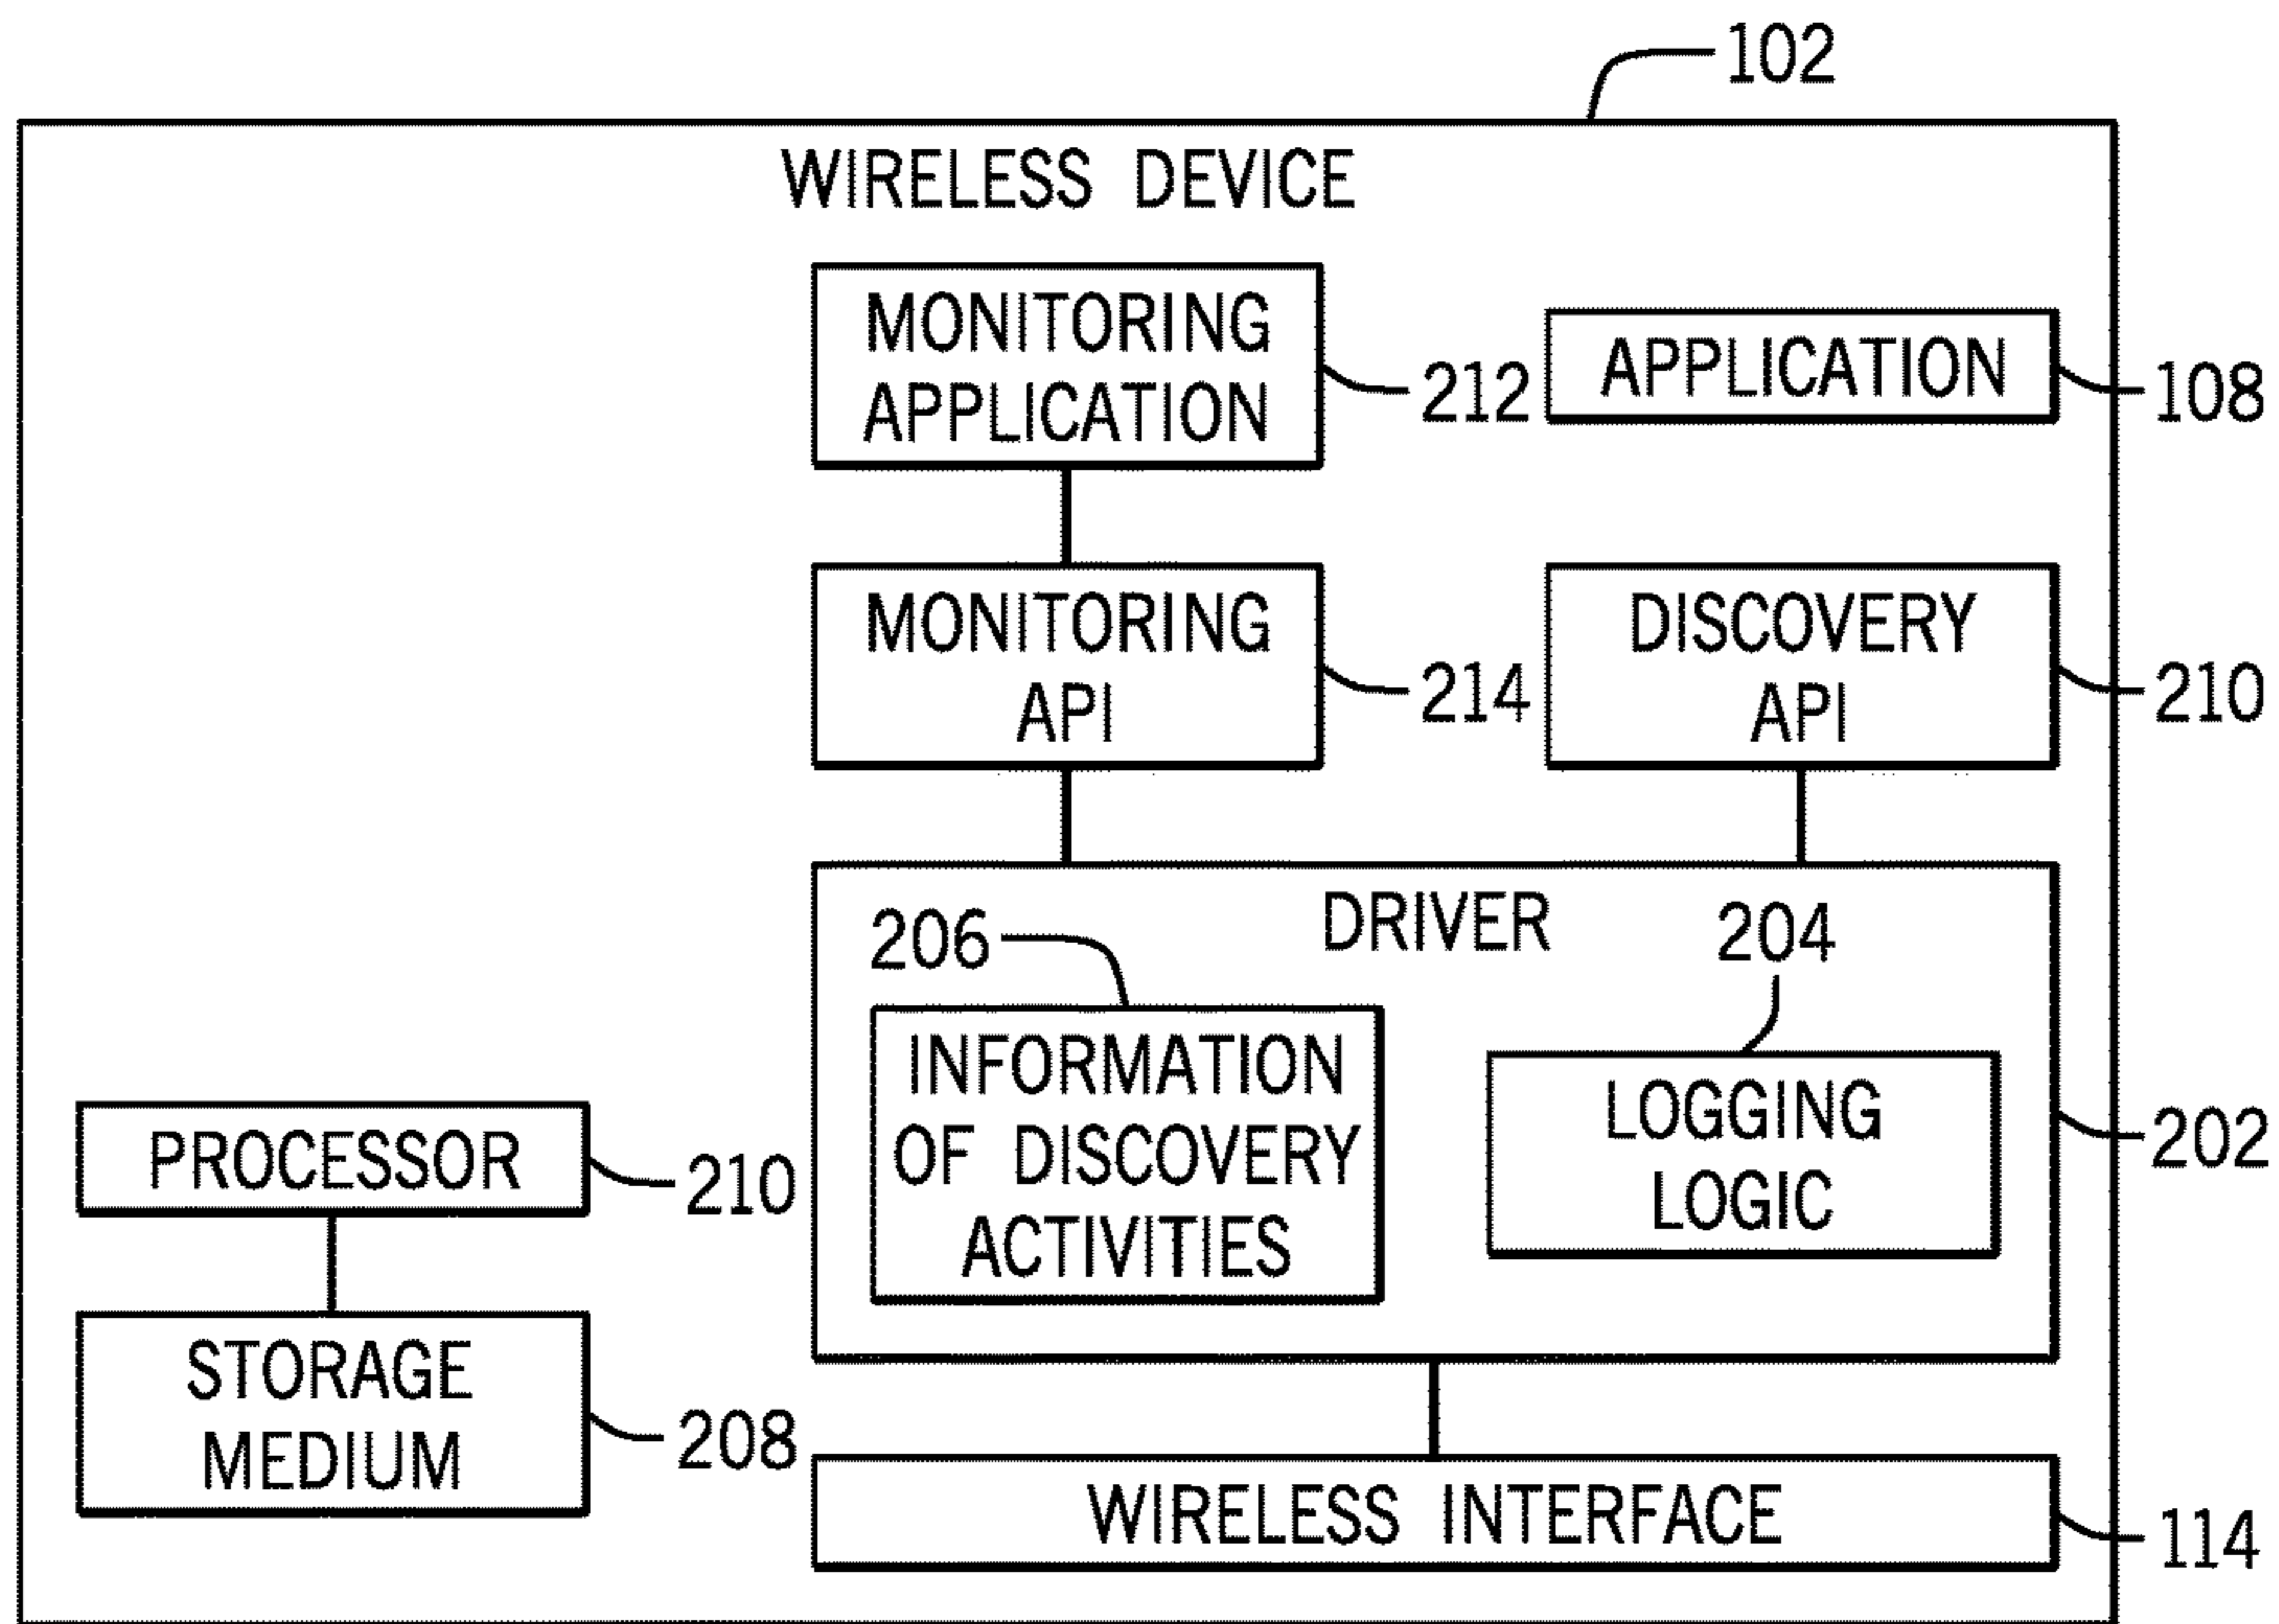 102
WIRELESS DEVICE
MONITORING
APPLICATION
212
APPLICATION
108
MONITORING
API
214
DISCOVERY
API
210
DRIVER
206
204
INFORMATION
OF DISCOVERY
ACTIVITIES
LOGGING
LOGIC
202
PROCESSOR
210
STORAGE
MEDIUM
208
WIRELESS INTERFACE
114